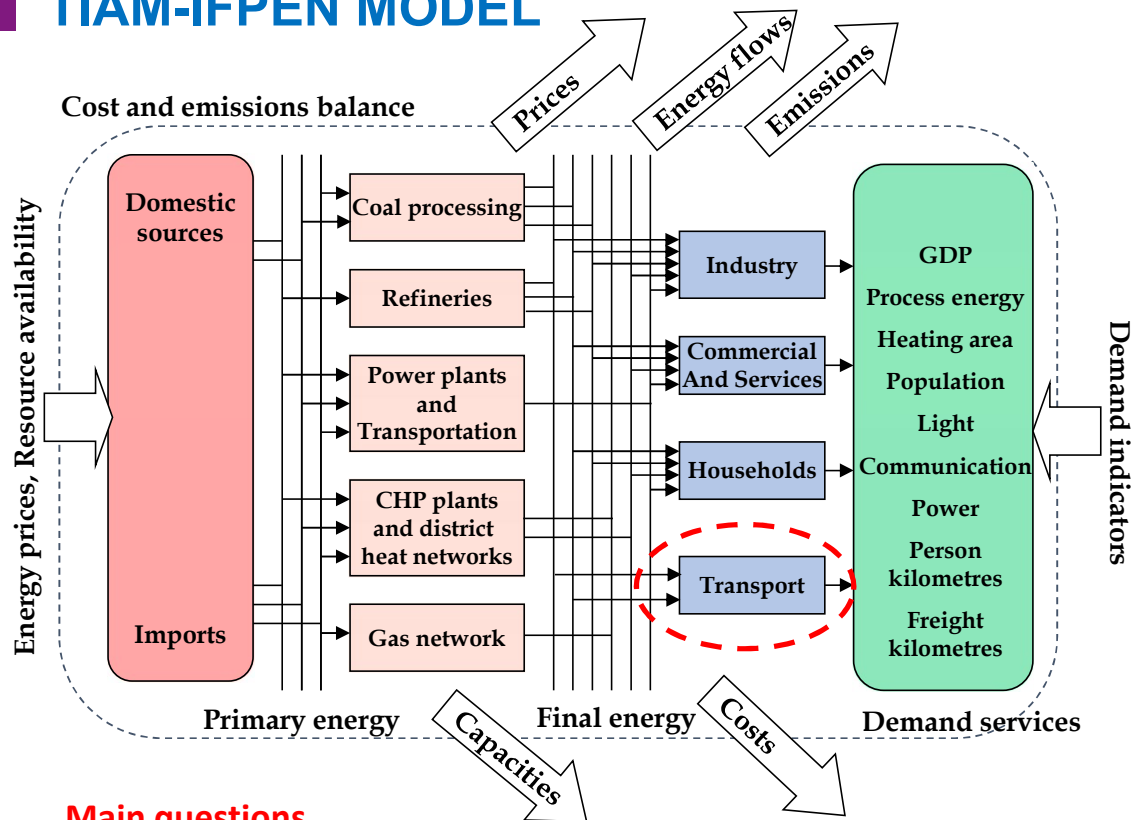 TIAM-IFPEN MODEL
Prices
Energy flows
Emissions
Cost and emissions balance
Energy prices, Resource availability
Domestic
sources
Imports
Coal processing
Refineries
Power plants
and
Transportation
CHP plants
and district
heat networks
Gas network
Industry
Commercial
And Services
Households
Transport
GDP
Process energy
Heating area
Population
Light
Communication
Power
Person
kilometres
Freight
kilometres
Demand indicators
Primary energy
Final energy
Demand services
Capacities
Costs
Main questions